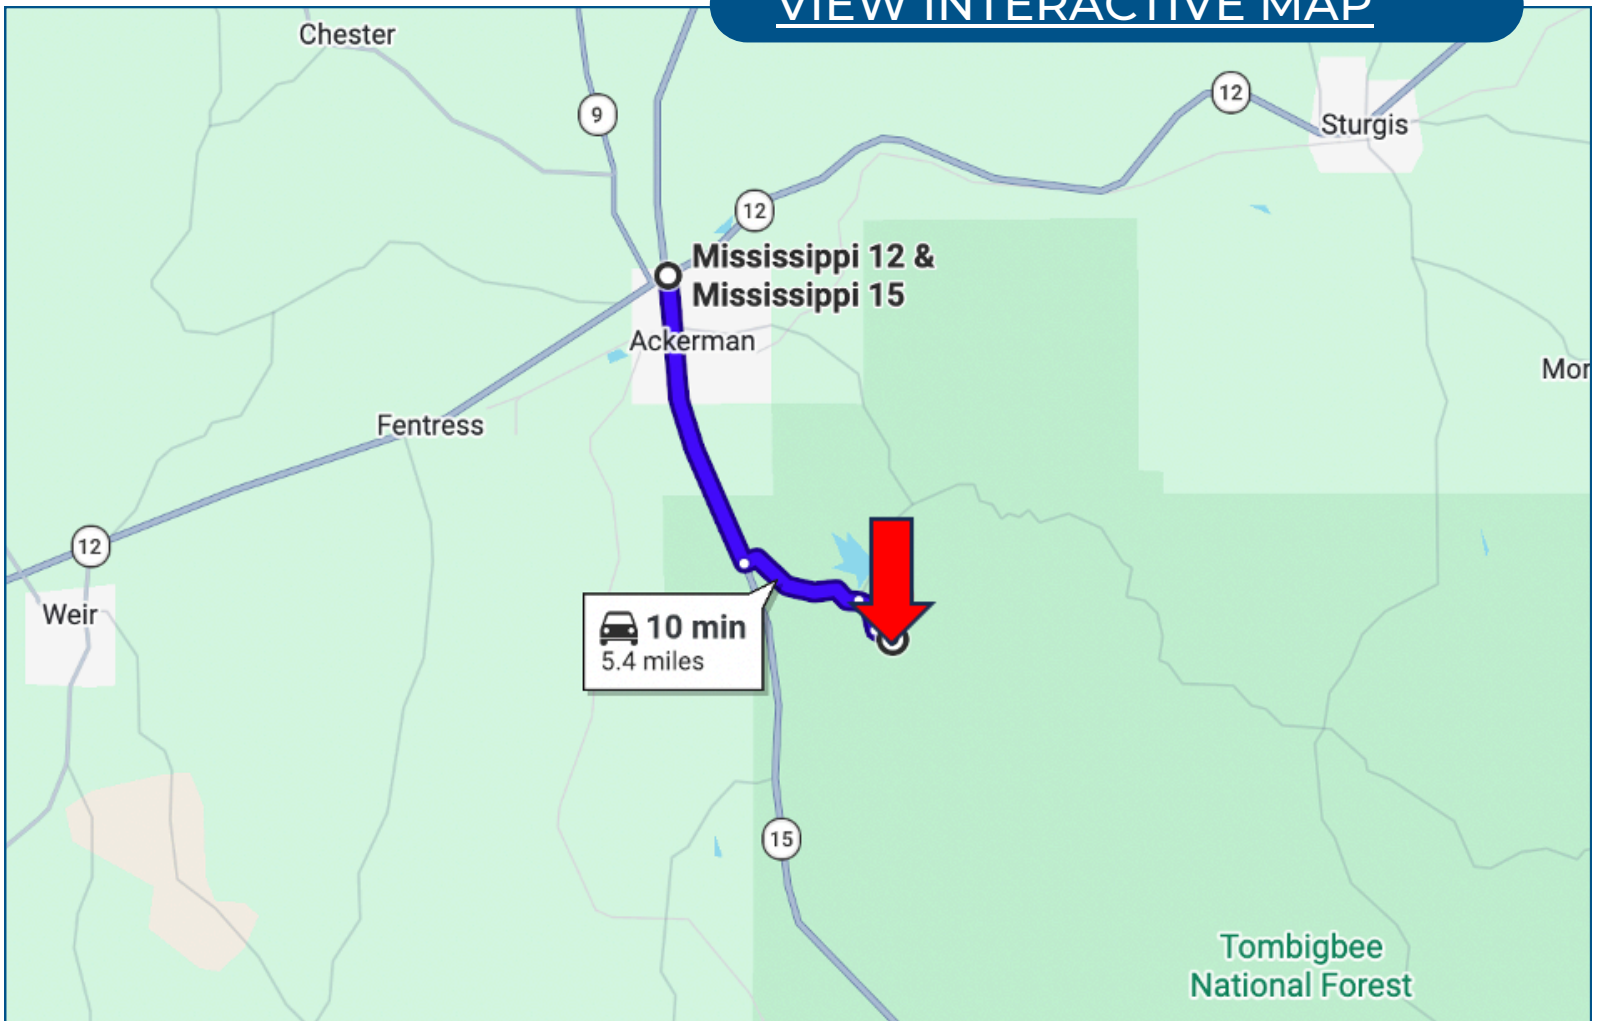 VIEW INTERACTIVE MAP
Chester
9
12
Sturgis
12
Mississippi 12 &
Mississippi 15
Ackerman
Mor
Fentress
12
Weir
10 min
5.4 miles
15
Tombigbee
National Forest